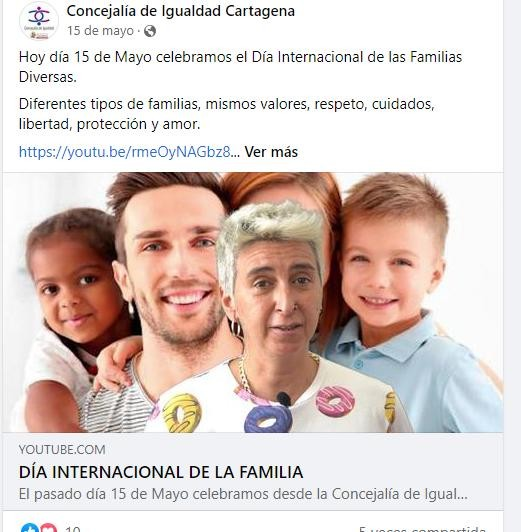 Concejalía de Igualdad Cartagena
15 de mayo ·
Hoy día 15 de Mayo celebramos el Día Internacional de las Familias
Diversas.
Diferentes tipos de familias, mismos valores, respeto, cuidados,
libertad, protección y amor.
https://youtu.be/rmeOyNAGbz8... Ver más
YOUTUBE.COM
DÍA INTERNACIONAL DE LA FAMILIA
El pasado día 15 de Mayo celebramos desde la Concejalía de Igual...
10
5 veces compartida